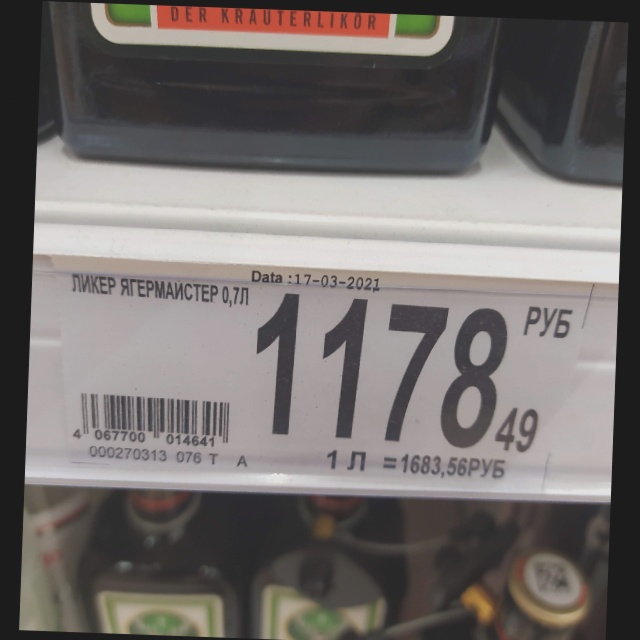 DER KRÄUTERLIKÖR
Data :17-03-2021
ЛИКЕР ЯГЕРМАЙСТЕР 0,7Л
1178 49 РУБ
4 067700 014641
000270313 076 T A
1 Л =1683,56РУБ